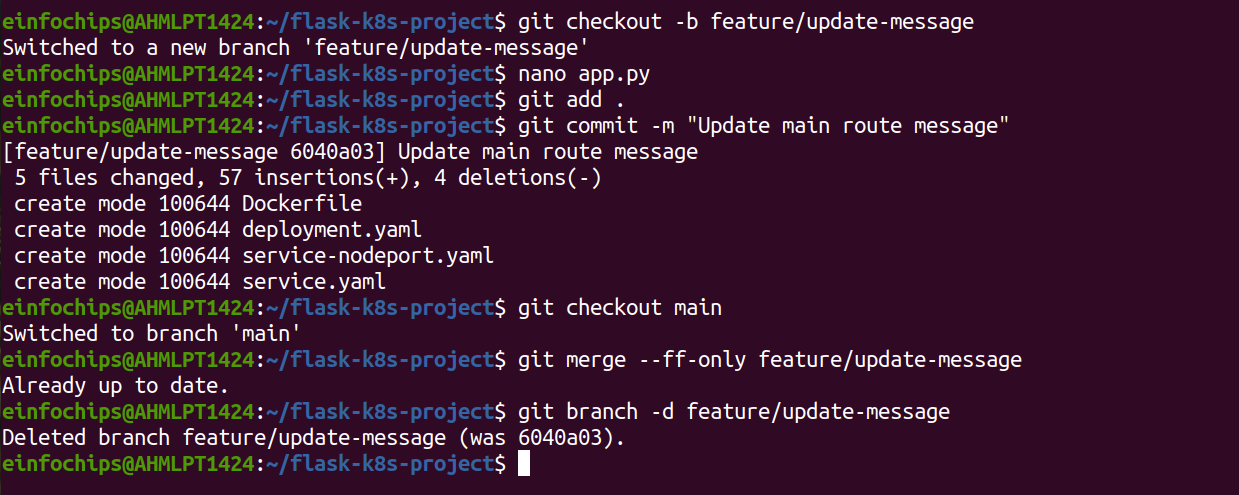 einfochips@AHMLPT1424:~/flask-k8s-project$ git checkout -b feature/update-message
Switched to a new branch 'feature/update-message'
einfochips@AHMLPT1424:~/flask-k8s-project$ nano app.py
einfochips@AHMLPT1424:~/flask-k8s-project$ git add .
einfochips@AHMLPT1424:~/flask-k8s-project$ git commit -m "Update main route message"
[feature/update-message 6040a03] Update main route message
 5 files changed, 57 insertions(+), 4 deletions(-)
 create mode 100644 Dockerfile
 create mode 100644 deployment.yaml
 create mode 100644 service-nodeport.yaml
 create mode 100644 service.yaml
einfochips@AHMLPT1424:~/flask-k8s-project$ git checkout main
Switched to branch 'main'
einfochips@AHMLPT1424:~/flask-k8s-project$ git merge --ff-only feature/update-message
Already up to date.
einfochips@AHMLPT1424:~/flask-k8s-project$ git branch -d feature/update-message
Deleted branch feature/update-message (was 6040a03).
einfochips@AHMLPT1424:~/flask-k8s-project$